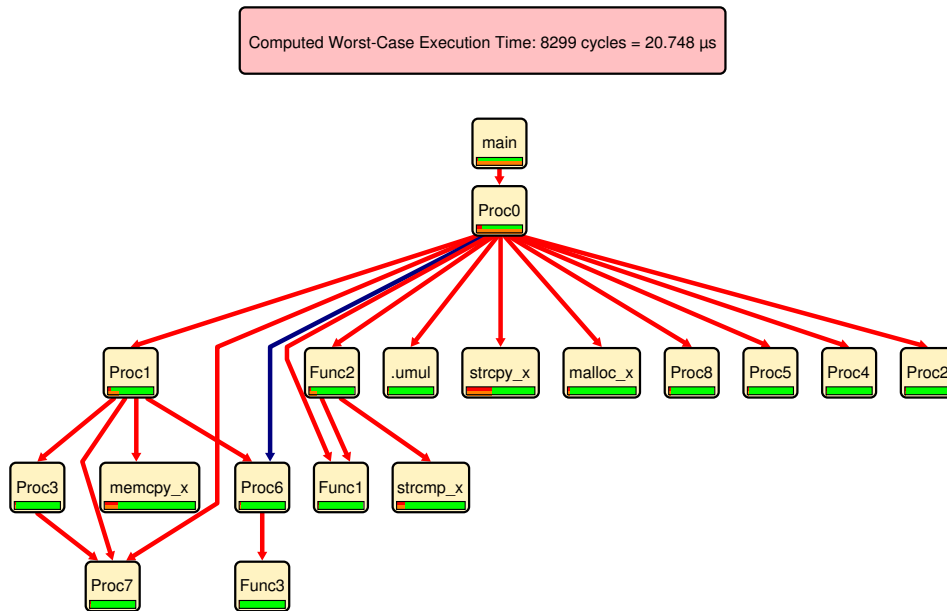 Computed Worst-Case Execution Time: 8299 cycles = 20.748 µs
main
Proc0
Proc1
Func2
.umul
strcpy_x
malloc_x
Proc8
Proc5
Proc4
Proc2
Proc3
memcpy_x
Proc6
Func1
strcmp_x
Proc7
Func3